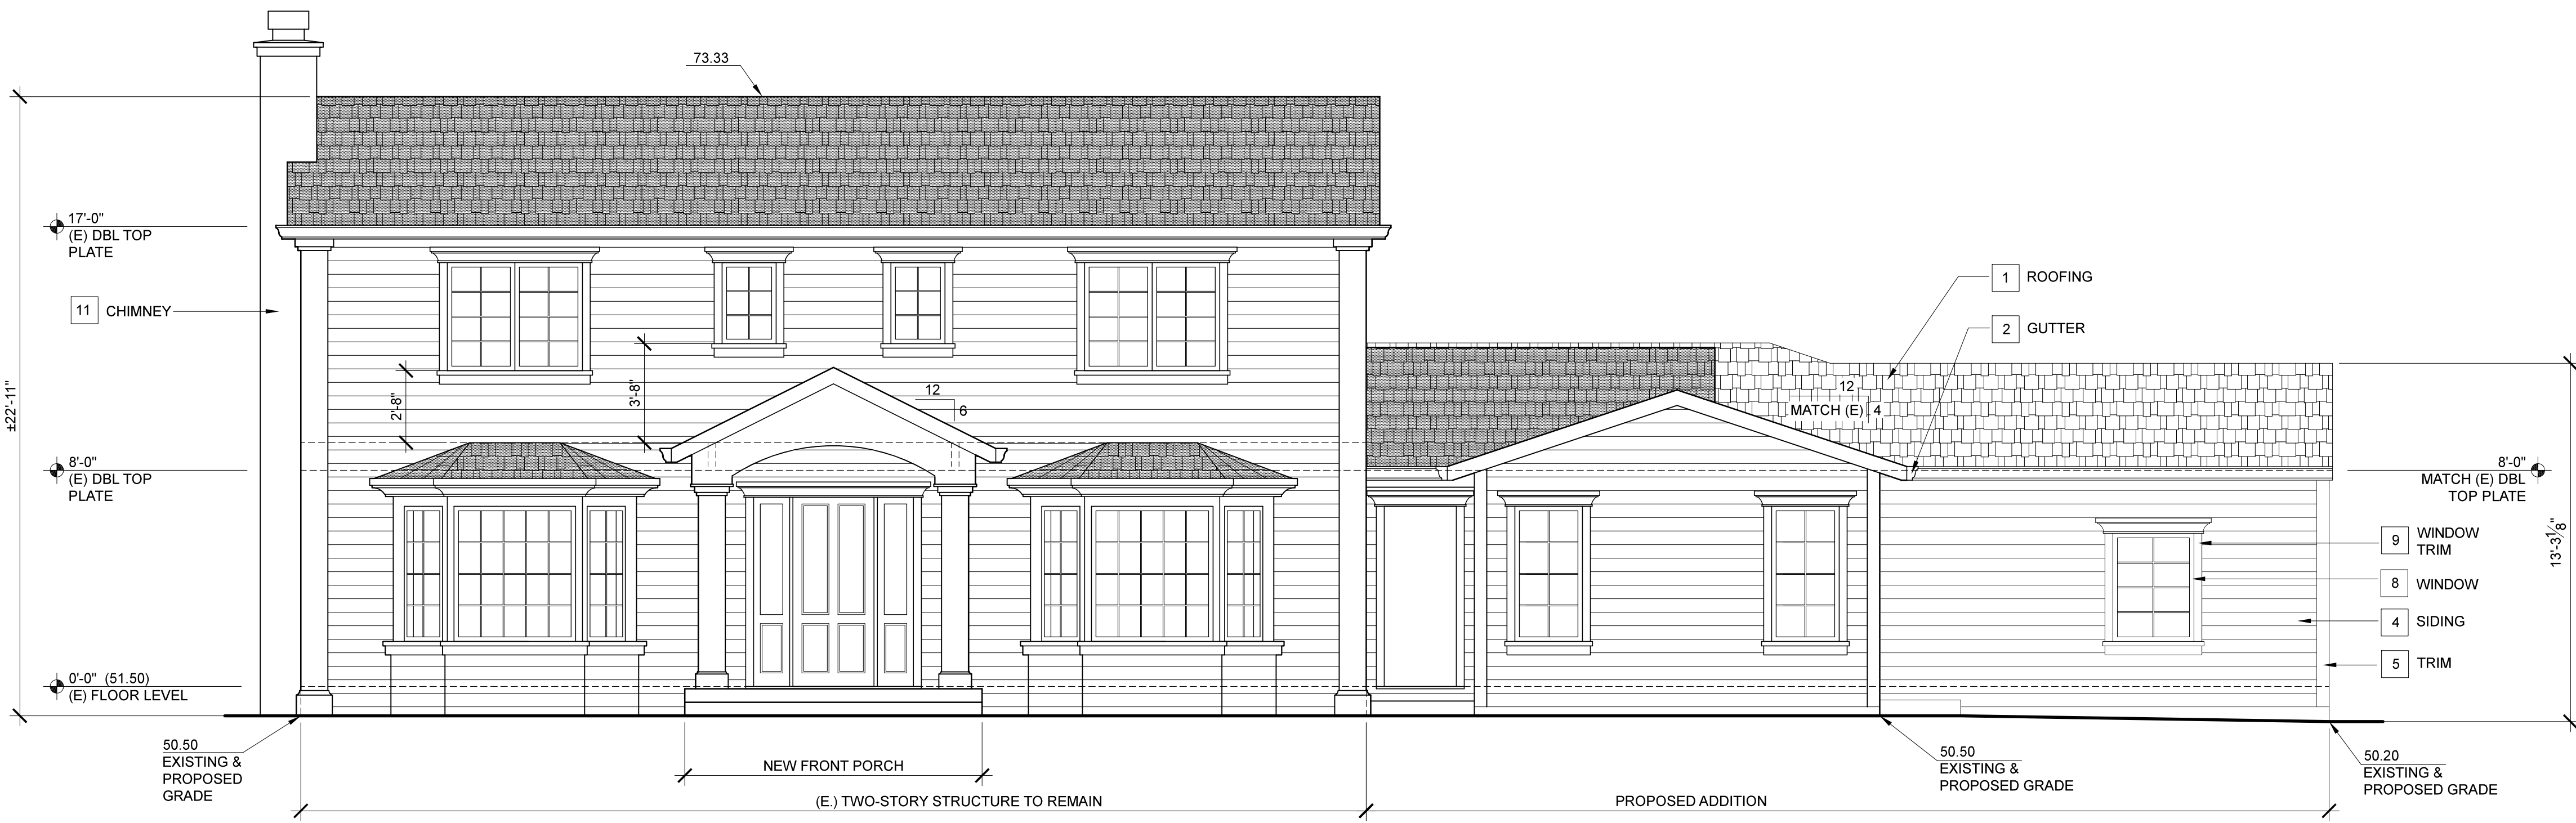 73.33
±22'-11"
17'-0"
(E) DBL TOP
PLATE
11 CHIMNEY
8'-0"
(E) DBL TOP
PLATE
0'-0" (51.50)
(E) FLOOR LEVEL
2'-8"
3'-8"
12
6
1 ROOFING
2 GUTTER
12
MATCH (E) 4
8'-0"
MATCH (E) DBL
TOP PLATE
9 WINDOW
TRIM
8 WINDOW
4 SIDING
5 TRIM
13'-3 1/8"
50.50
EXISTING &
PROPOSED
GRADE
NEW FRONT PORCH
(E.) TWO-STORY STRUCTURE TO REMAIN
PROPOSED ADDITION
50.50
EXISTING &
PROPOSED GRADE
50.20
EXISTING &
PROPOSED GRADE